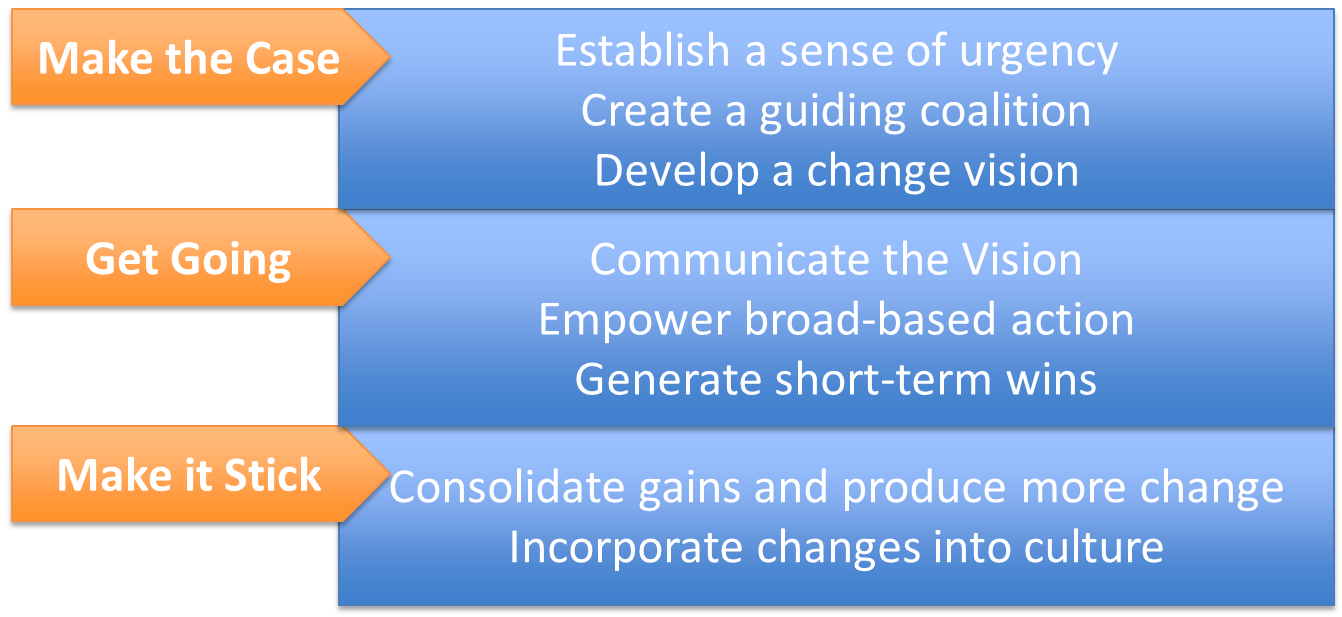 Make the Case
Establish a sense of urgency
Create a guiding coalition
Develop a change vision
Get Going
Communicate the Vision
Empower broad-based action
Generate short-term wins
Make it Stick
Consolidate gains and produce more change
Incorporate changes into culture